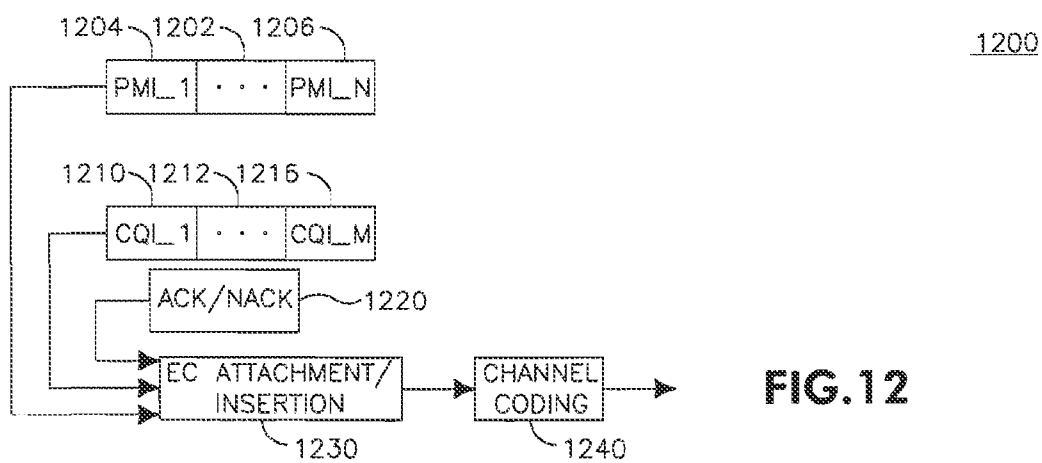 1204 1202 1206
1200
PMI_1 · · · PMI_N
1210 1212 1216
CQI_1 · · · CQI_M
ACK/NACK
1220
EC ATTACHMENT/
INSERTION
CHANNEL
CODING
FIG.12
1230
1240